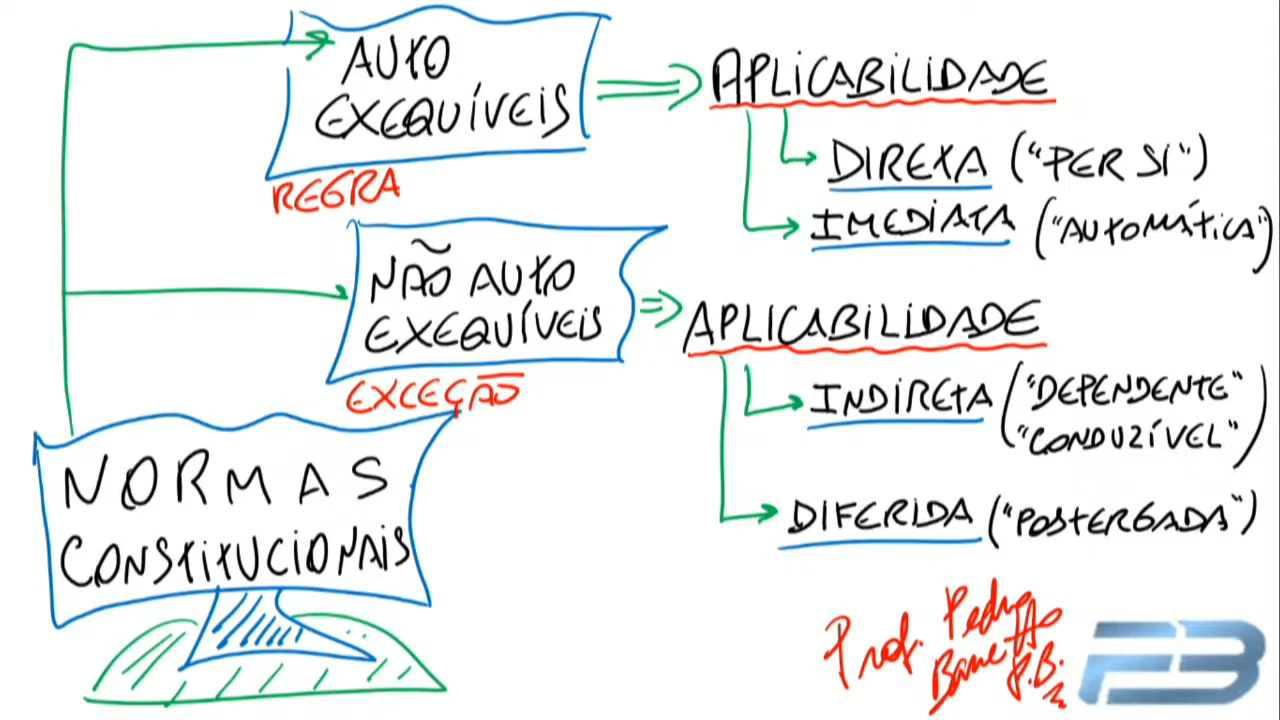 AUTO
EXEQUÍVEIS
REGRA
APLICABILIDADE
DIRETA ("PER SI")
IMEDIATA ("AUTOMÁTICA")
NÃO AUTO
EXEQUÍVEIS
EXCEÇÃO
APLICABILIDADE
INDIRETA ("DEPENDENTE"
"CONDUZÍVEL")
DIFERIDA ("POSTERGADA")
NORMAS
CONSTITUCIONAIS
Prof. Pedro
P.B.
PB